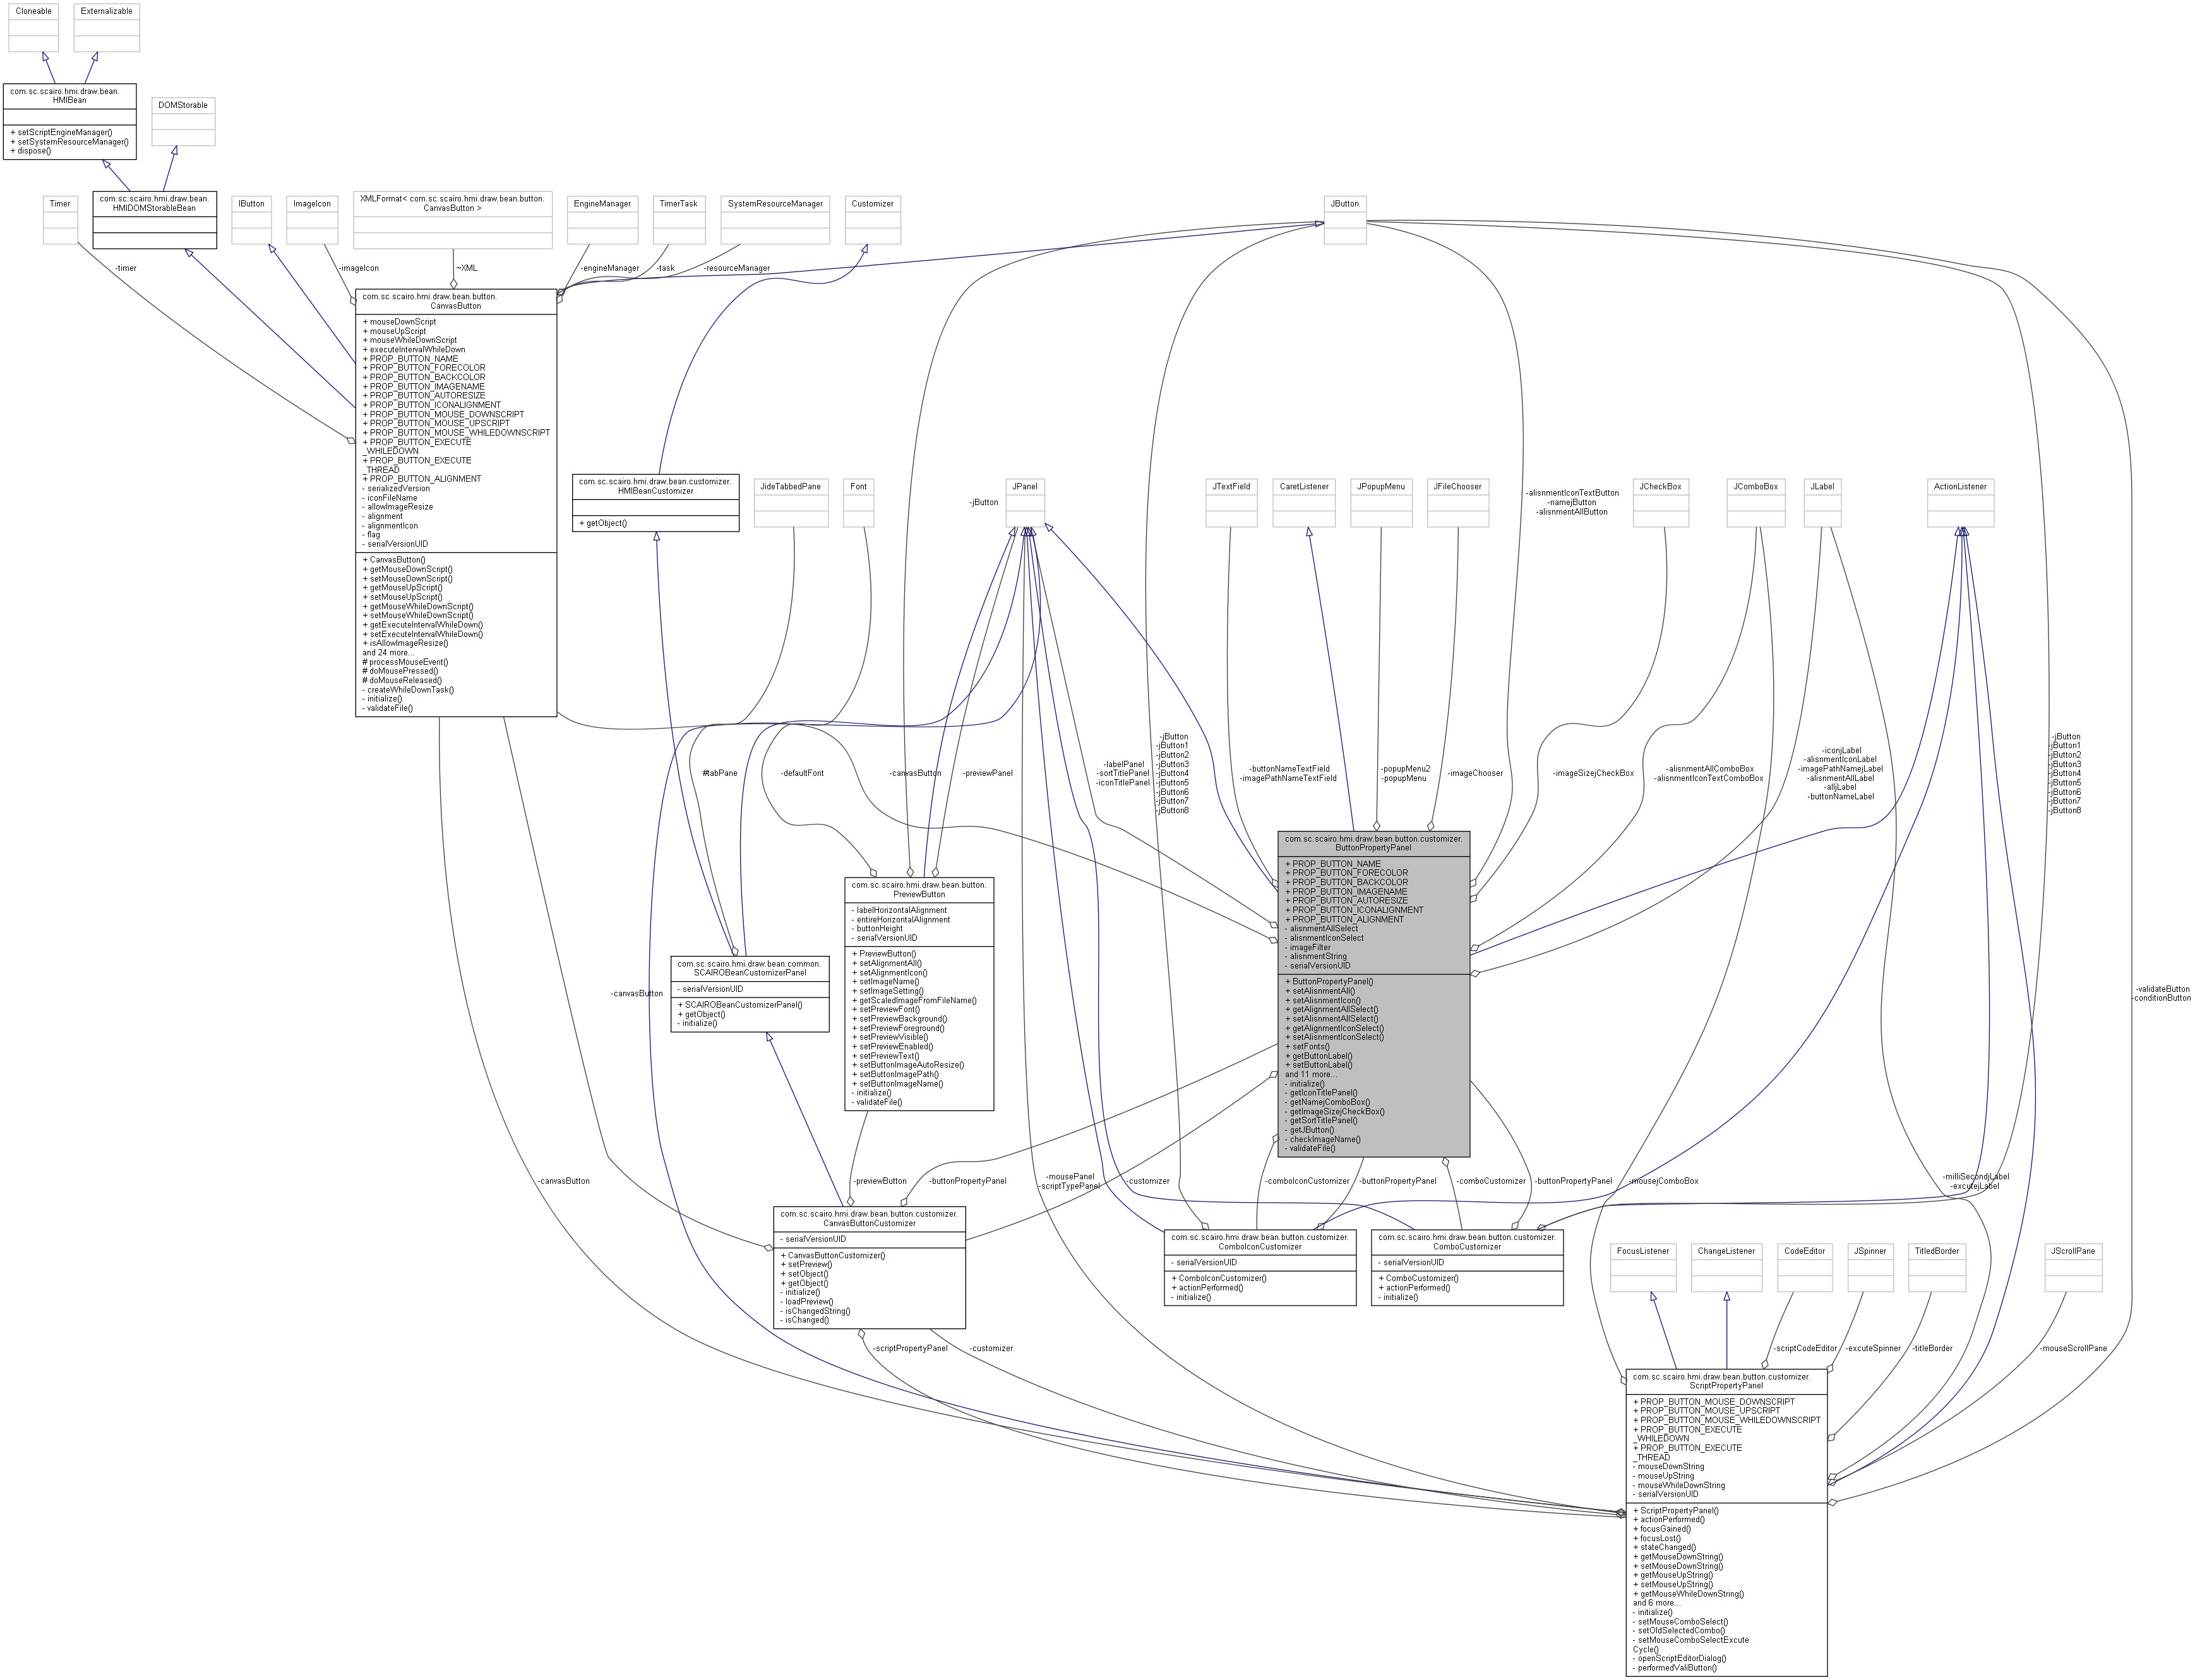 Cloneable
Externalizable
com.sc.scairo.hmi.draw.bean.
HMIBean
+ setScriptEngineManager()
+ setSystemResourceManager()
+ dispose()
DOMStorable
Timer
com.sc.scairo.hmi.draw.bean.
HMIDOMStorableBean
IButton
ImageIcon
XMLFormat< com.sc.scairo.hmi.draw.bean.button.
CanvasButton >
EngineManager
TimerTask
SystemResourceManager
Customizer
JButton
-timer
-imageIcon
~XML
-engineManager
-task
-resourceManager
com.sc.scairo.hmi.draw.bean.button.
CanvasButton
+ mouseDownScript
+ mouseUpScript
+ mouseWhileDownScript
+ executeIntervalWhileDown
+ PROP_BUTTON_NAME
+ PROP_BUTTON_FORECOLOR
+ PROP_BUTTON_BACKCOLOR
+ PROP_BUTTON_IMAGENAME
+ PROP_BUTTON_AUTORESIZE
+ PROP_BUTTON_ICONALIGNMENT
+ PROP_BUTTON_MOUSE_DOWNSCRIPT
+ PROP_BUTTON_MOUSE_UPSCRIPT
+ PROP_BUTTON_MOUSE_WHILEDOWNSCRIPT
+ PROP_BUTTON_EXECUTE
_WHILEDOWN
+ PROP_BUTTON_EXECUTE
_THREAD
+ PROP_BUTTON_ALIGNMENT
- serializedVersion
- iconFileName
- allowImageResize
- alignment
- alignmentIcon
- flag
- serialVersionUID
+ CanvasButton()
+ getMouseDownScript()
+ setMouseDownScript()
+ getMouseUpScript()
+ setMouseUpScript()
+ getMouseWhileDownScript()
+ setMouseWhileDownScript()
+ getExecuteIntervalWhileDown()
+ setExecuteIntervalWhileDown()
+ isAllowImageResize()
and 24 more...
# processMouseEvent()
# doMousePressed()
# doMouseReleased()
- createWhileDownTask()
- initialize()
- validateFile()
com.sc.scairo.hmi.draw.bean.customizer.
HMIBeanCustomizer
+ getObject()
JideTabbedPane
Font
-jButton
JPanel
JTextField
CaretListener
JPopupMenu
JFileChooser
-alisnmentIconTextButton
-namejButton
-alisnmentAllButton
JCheckBox
JComboBox
JLabel
ActionListener
#tabPane
-defaultFont
-canvasButton
-previewPanel
-labelPanel
-sortTitlePanel
-iconTitlePanel
-jButton
-jButton1
-jButton2
-jButton3
-jButton4
-jButton5
-jButton6
-jButton7
-jButton8
-buttonNameTextField
-imagePathNameTextField
-popupMenu2
-popupMenu
-imageChooser
-imageSizejCheckBox
-alisnmentAllComboBox
-alisnmentIconTextComboBox
-iconjLabel
-alisnmentIconLabel
-imagePathNamejLabel
-alisnmentAllLabel
-alljLabel
-buttonNameLabel
-jButton
-jButton1
-jButton2
-jButton3
-jButton4
-jButton5
-jButton6
-jButton7
-jButton8
com.sc.scairo.hmi.draw.bean.button.customizer.
ButtonPropertyPanel
+ PROP_BUTTON_NAME
+ PROP_BUTTON_FORECOLOR
+ PROP_BUTTON_BACKCOLOR
+ PROP_BUTTON_IMAGENAME
+ PROP_BUTTON_AUTORESIZE
+ PROP_BUTTON_ICONALIGNMENT
+ PROP_BUTTON_ALIGNMENT
- alisnmentAllSelect
- alisnmentIconSelect
- imageFilter
- alisnmentString
- serialVersionUID
+ ButtonPropertyPanel()
+ setAlisnmentAll()
+ setAlisnmentIcon()
+ getAlignmentAllSelect()
+ setAlisnmentAllSelect()
+ getAlignmentIconSelect()
+ setAlisnmentIconSelect()
+ setFonts()
+ getButtonLabel()
+ setButtonLabel()
and 11 more...
- initialize()
- getIconTitlePanel()
- getNamejComboBox()
- getImageSizejCheckBox()
- getSortTitlePanel()
- getJButton()
- checkImageName()
- validateFile()
com.sc.scairo.hmi.draw.bean.button.
PreviewButton
- labelHorizontalAlignment
- entireHorizontalAlignment
- buttonHeight
- serialVersionUID
+ PreviewButton()
+ setAlignmentAll()
+ setAlignmentIcon()
+ setImageName()
+ setImageSetting()
+ getScaledImageFromFileName()
+ setPreviewFont()
+ setPreviewBackground()
+ setPreviewForeground()
+ setPreviewVisible()
+ setPreviewEnabled()
+ setPreviewText()
+ setButtonImageAutoResize()
+ setButtonImagePath()
+ setButtonImageName()
- initialize()
- validateFile()
com.sc.scairo.hmi.draw.bean.common.
SCAIROBeanCustomizerPanel
- serialVersionUID
+ SCAIROBeanCustomizerPanel()
+ getObject()
- initialize()
-canvasButton
-validateButton
-conditionButton
-canvasButton
-previewButton
-buttonPropertyPanel
-mousePanel
-scriptTypePanel
-customizer
-comboIconCustomizer
-buttonPropertyPanel
-comboCustomizer
-buttonPropertyPanel
-mousejComboBox
-milliSecondjLabel
-excutejLabel
com.sc.scairo.hmi.draw.bean.button.customizer.
CanvasButtonCustomizer
- serialVersionUID
+ CanvasButtonCustomizer()
+ setPreview()
+ setObject()
+ getObject()
- initialize()
- loadPreview()
- isChangedString()
- isChanged()
com.sc.scairo.hmi.draw.bean.button.customizer.
ComboIconCustomizer
- serialVersionUID
+ ComboIconCustomizer()
+ actionPerformed()
- initialize()
com.sc.scairo.hmi.draw.bean.button.customizer.
ComboCustomizer
- serialVersionUID
+ ComboCustomizer()
+ actionPerformed()
- initialize()
FocusListener
ChangeListener
CodeEditor
JSpinner
TitledBorder
JScrollPane
-scriptPropertyPanel
-customizer
-scriptCodeEditor
-excuteSpinner
-titleBorder
-mouseScrollPane
com.sc.scairo.hmi.draw.bean.button.customizer.
ScriptPropertyPanel
+ PROP_BUTTON_MOUSE_DOWNSCRIPT
+ PROP_BUTTON_MOUSE_UPSCRIPT
+ PROP_BUTTON_MOUSE_WHILEDOWNSCRIPT
+ PROP_BUTTON_EXECUTE
_WHILEDOWN
+ PROP_BUTTON_EXECUTE
_THREAD
- mouseDownString
- mouseUpString
- mouseWhileDownString
- serialVersionUID
+ ScriptPropertyPanel()
+ actionPerformed()
+ focusGained()
+ focusLost()
+ stateChanged()
+ getMouseDownString()
+ setMouseDownString()
+ getMouseUpString()
+ setMouseUpString()
+ getMouseWhileDownString()
and 6 more...
- initialize()
- setMouseComboSelect()
- setOldSelectedCombo()
- setMouseComboSelectExcute
Cycle()
- openScriptEditorDialog()
- performedValiButton()